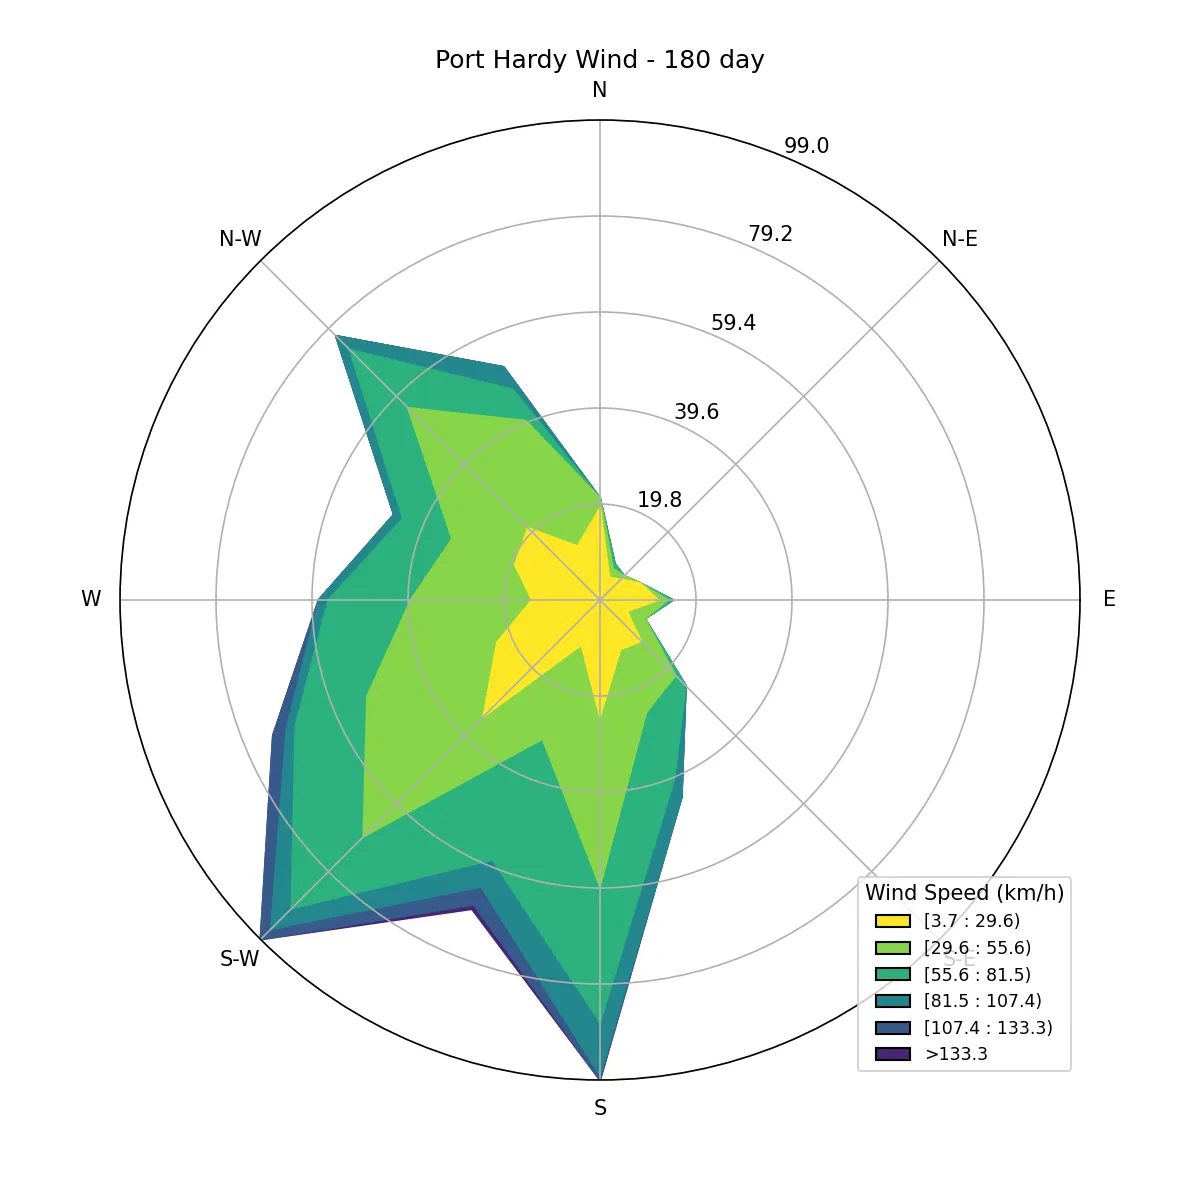 Port Hardy Wind - 180 day
N
99.0
79.2
N-W
N-E
59.4
39.6
19.8
W
E
Wind Speed (km/h)
[3.7 : 29.6)
[29.6 : 55.6)
S-W
S-E
[55.6 : 81.5)
[81.5 : 107.4)
[107.4 : 133.3)
>133.3
S